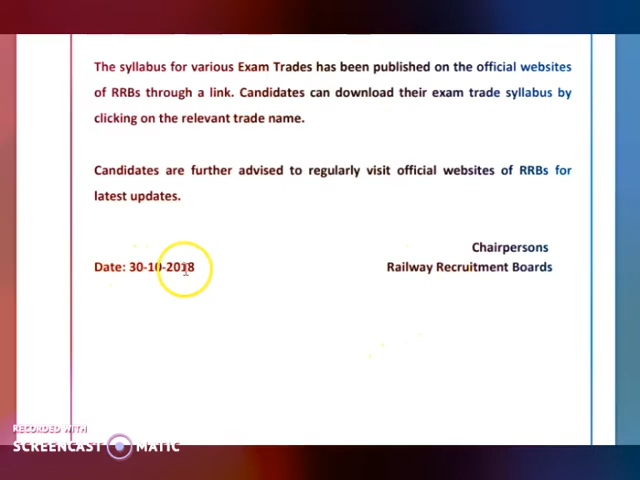 The syllabus for various Exam Trades has been published on the official websites
of RRBs through a link. Candidates can download their exam trade syllabus by
clicking on the relevant trade name.
Candidates are further advised to regularly visit official websites of RRBs for
latest updates.
Chairpersons
Date: 30-10-2018
Railway Recruitment Boards
RECORDED WITH
SCREENCAST MATIC